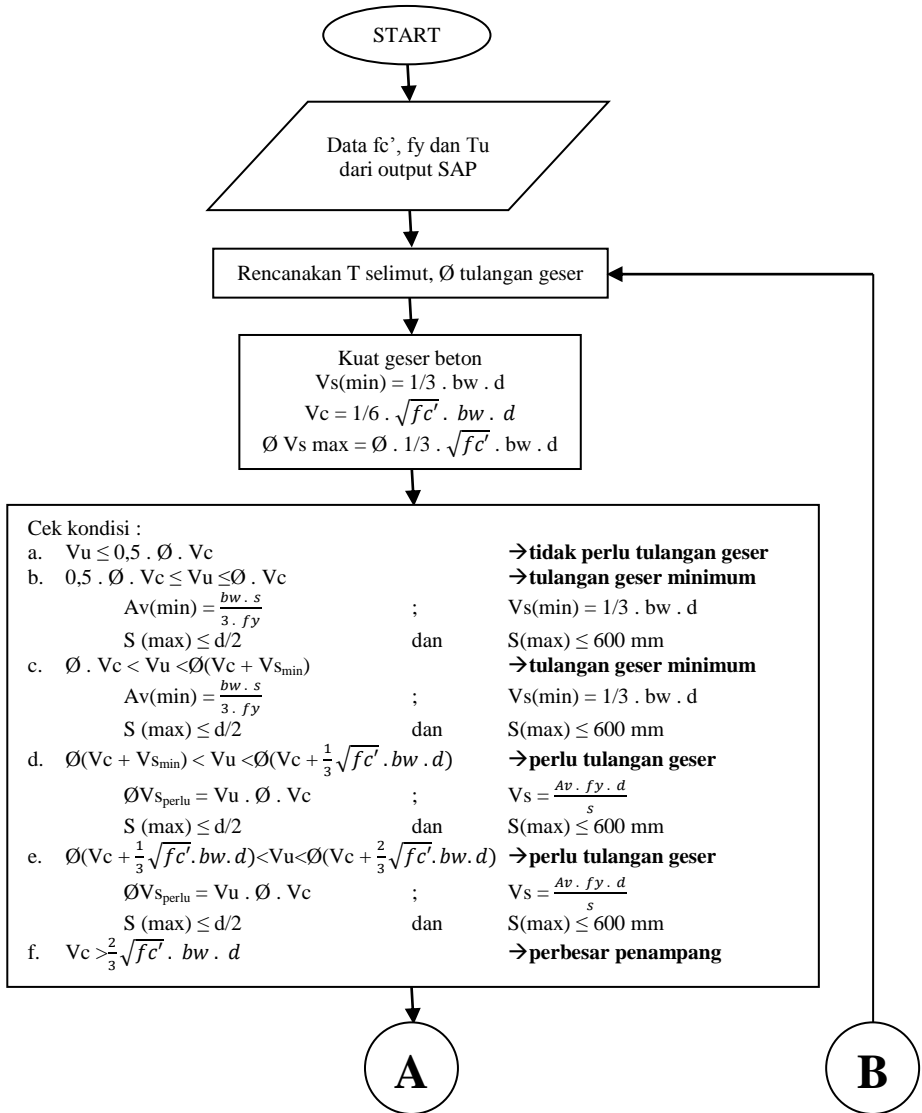 START
Data fc’, fy dan Tu
dari output SAP
Rencanakan T selimut, Ø tulangan geser
Kuat geser beton
Vs(min) = 1/3 . bw . d
Vc = 1/6 . √fc′ . bw . d
Ø Vs max = Ø . 1/3 . √fc′ . bw . d
Cek kondisi :
a. Vu ≤ 0,5 . Ø . Vc →tidak perlu tulangan geser
b. 0,5 . Ø . Vc ≤ Vu ≤Ø . Vc →tulangan geser minimum
Av(min) = bw . s / 3 . fy ; Vs(min) = 1/3 . bw . d
S (max) ≤ d/2 dan S(max) ≤ 600 mm
c. Ø . Vc < Vu <Ø(Vc + Vsmin) →tulangan geser minimum
Av(min) = bw . s / 3 . fy ; Vs(min) = 1/3 . bw . d
S (max) ≤ d/2 dan S(max) ≤ 600 mm
d. Ø(Vc + Vsmin) < Vu <Ø(Vc + 1/3 √fc′ . bw . d) →perlu tulangan geser
ØVsperlu = Vu . Ø . Vc ; Vs = Av . fy . d / s
S (max) ≤ d/2 dan S(max) ≤ 600 mm
e. Ø(Vc + 1/3 √fc′. bw. d)<Vu<Ø(Vc + 2/3 √fc′. bw. d) →perlu tulangan geser
ØVsperlu = Vu . Ø . Vc ; Vs = Av . fy . d / s
S (max) ≤ d/2 dan S(max) ≤ 600 mm
f. Vc > 2/3 √fc′ . bw . d →perbesar penampang
A
B